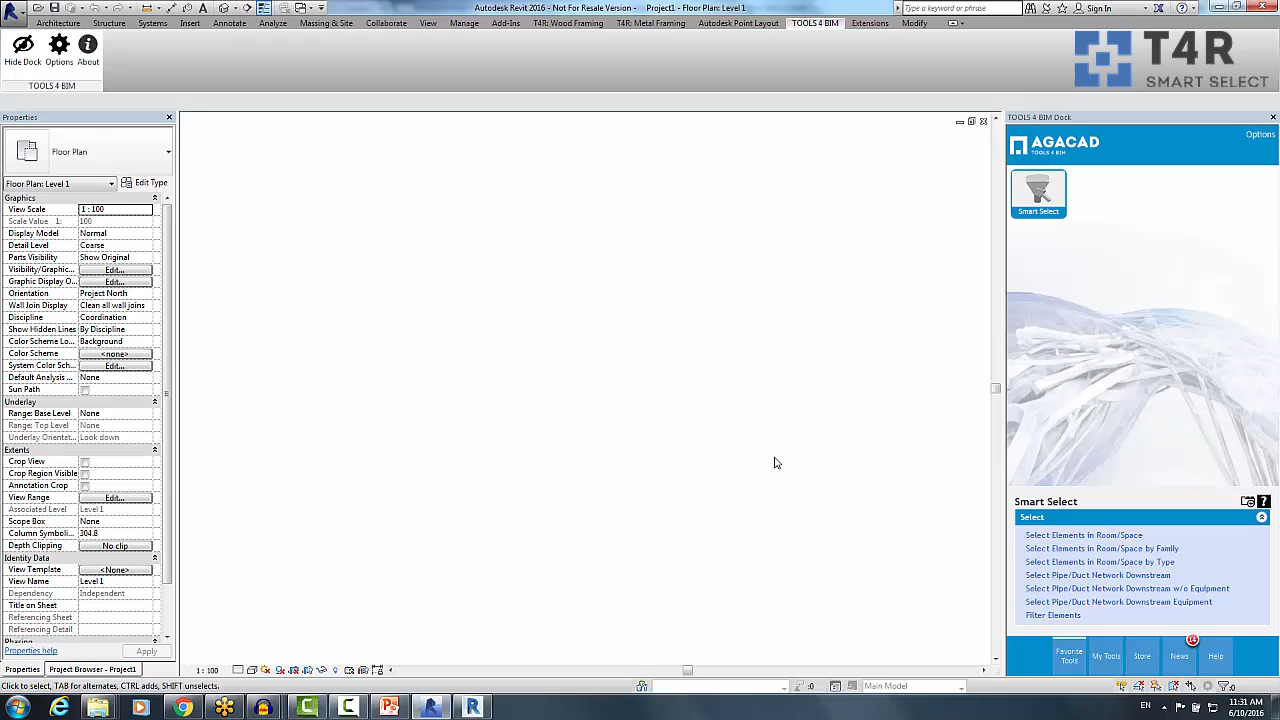 Autodesk Revit 2016 - Not For Resale Version - Project1 - Floor Plan: Level 1
Type a keyword or phrase
Sign In
Architecture Structure Systems Insert Annotate Analyze Massing & Site Collaborate View Manage Add-Ins T4R: Wood Framing T4R: Metal Framing Autodesk Point Layout TOOLS 4 BIM Extensions Modify
Hide Dock Options About
TOOLS 4 BIM
T4R
SMART SELECT
Properties
Floor Plan
Floor Plan: Level 1 Edit Type
Graphics
View Scale 1 : 100
Scale Value 1: 100
Display Model Normal
Detail Level Coarse
Parts Visibility Show Original
Visibility/Graphic... Edit...
Graphic Display O... Edit...
Orientation Project North
Wall Join Display Clean all wall joins
Discipline Coordination
Show Hidden Lines By Discipline
Color Scheme Lo... Background
Color Scheme <none>
System Color Sch... Edit...
Default Analysis ... None
Sun Path
Underlay
Range: Base Level None
Range: Top Level None
Underlay Orientat... Look down
Extents
Crop View
Crop Region Visible
Annotation Crop
View Range Edit...
Associated Level Level 1
Scope Box None
Column Symboli... 304.8
Depth Clipping No clip
Identity Data
View Template <None>
View Name Level 1
Dependency Independent
Title on Sheet
Referencing Sheet
Referencing Detail
Phasing
Properties help Apply
Properties Project Browser - Project1
1 : 100
TOOLS 4 BIM Dock
AGACAD
TOOLS 4 BIM
Options
Smart Select
Smart Select
Select
Select Elements in Room/Space
Select Elements in Room/Space by Family
Select Elements in Room/Space by Type
Select Pipe/Duct Network Downstream
Select Pipe/Duct Network Downstream w/o Equipment
Select Pipe/Duct Network Downstream Equipment
Filter Elements
14
Favorite Tools My Tools Store News Help
Click to select, TAB for alternates, CTRL adds, SHIFT unselects.
:0
Main Model
:0
EN
11:31 AM
6/10/2016